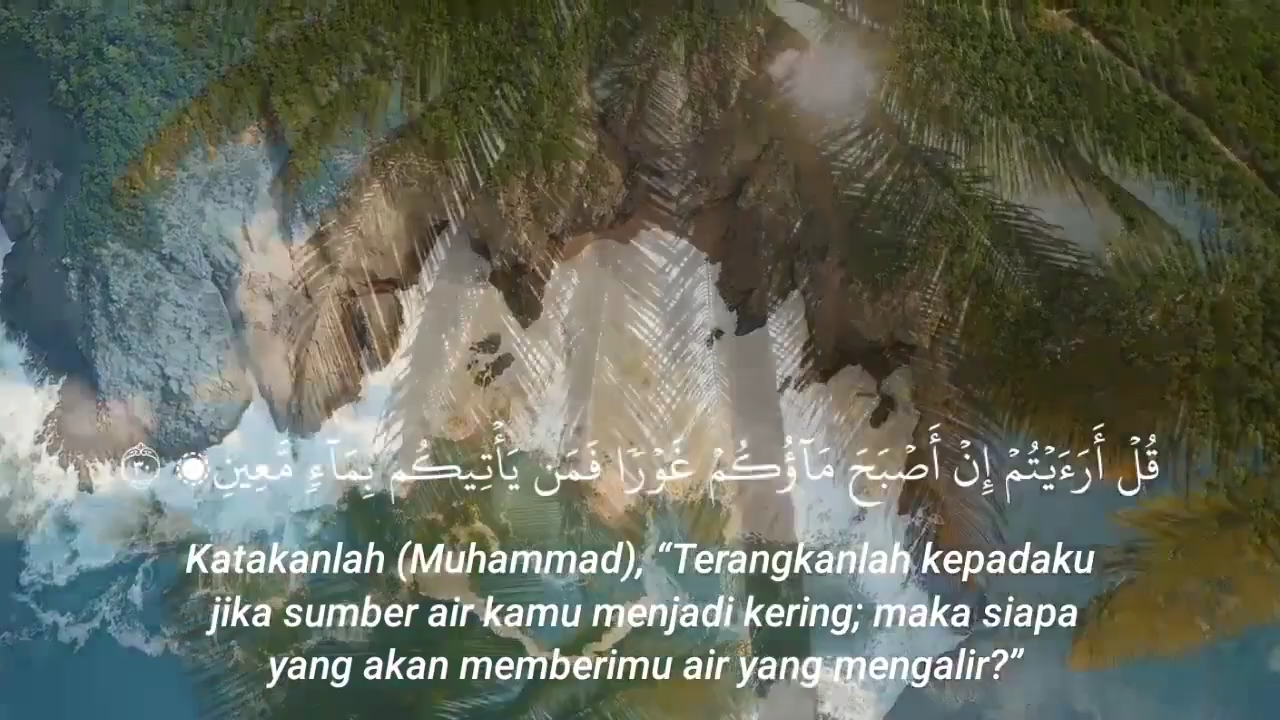 قُلْ أَرَءَيْتُمْ إِنْ أَصْبَحَ مَآؤُكُمْ غَوْرًا فَمَن يَأْتِيكُم بِمَآءٍ مَّعِينٍۭ ۝٣٠
Katakanlah (Muhammad), “Terangkanlah kepadaku
jika sumber air kamu menjadi kering; maka siapa
yang akan memberimu air yang mengalir?”